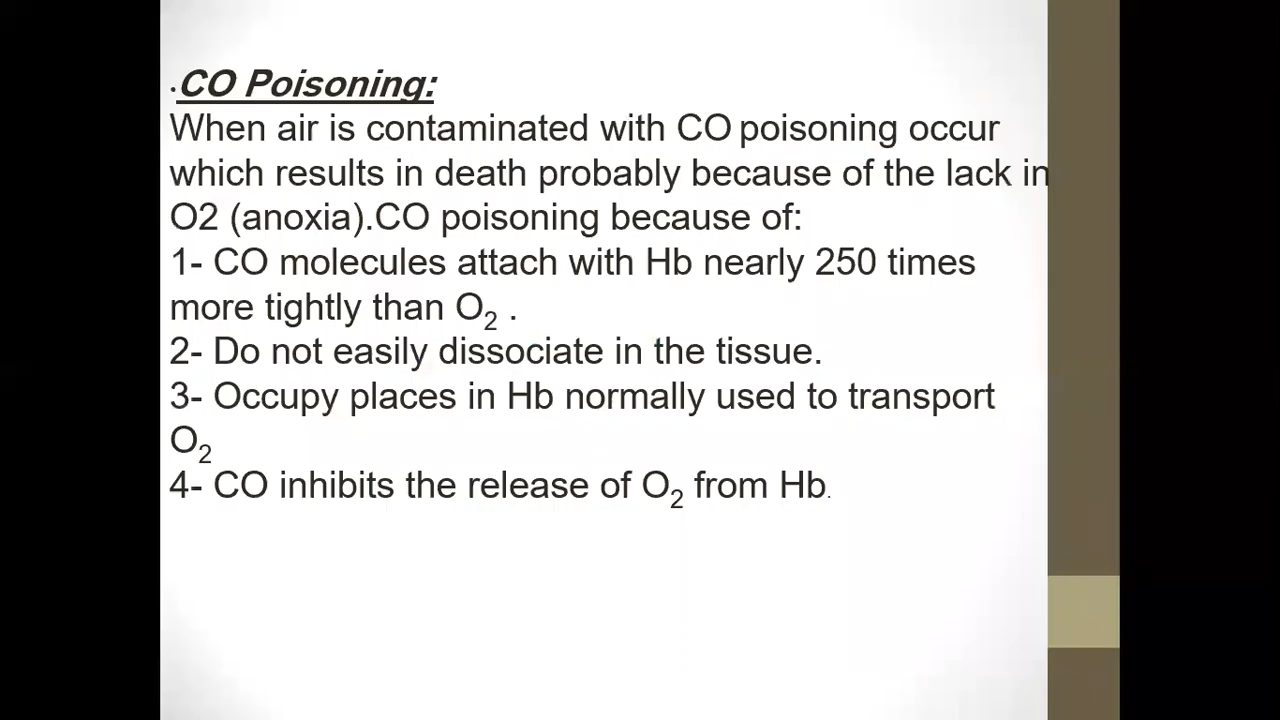 •CO Poisoning:
When air is contaminated with CO poisoning occur
which results in death probably because of the lack in
O2 (anoxia).CO poisoning because of:
1- CO molecules attach with Hb nearly 250 times
more tightly than O₂ .
2- Do not easily dissociate in the tissue.
3- Occupy places in Hb normally used to transport
O₂
4- CO inhibits the release of O₂ from Hb.